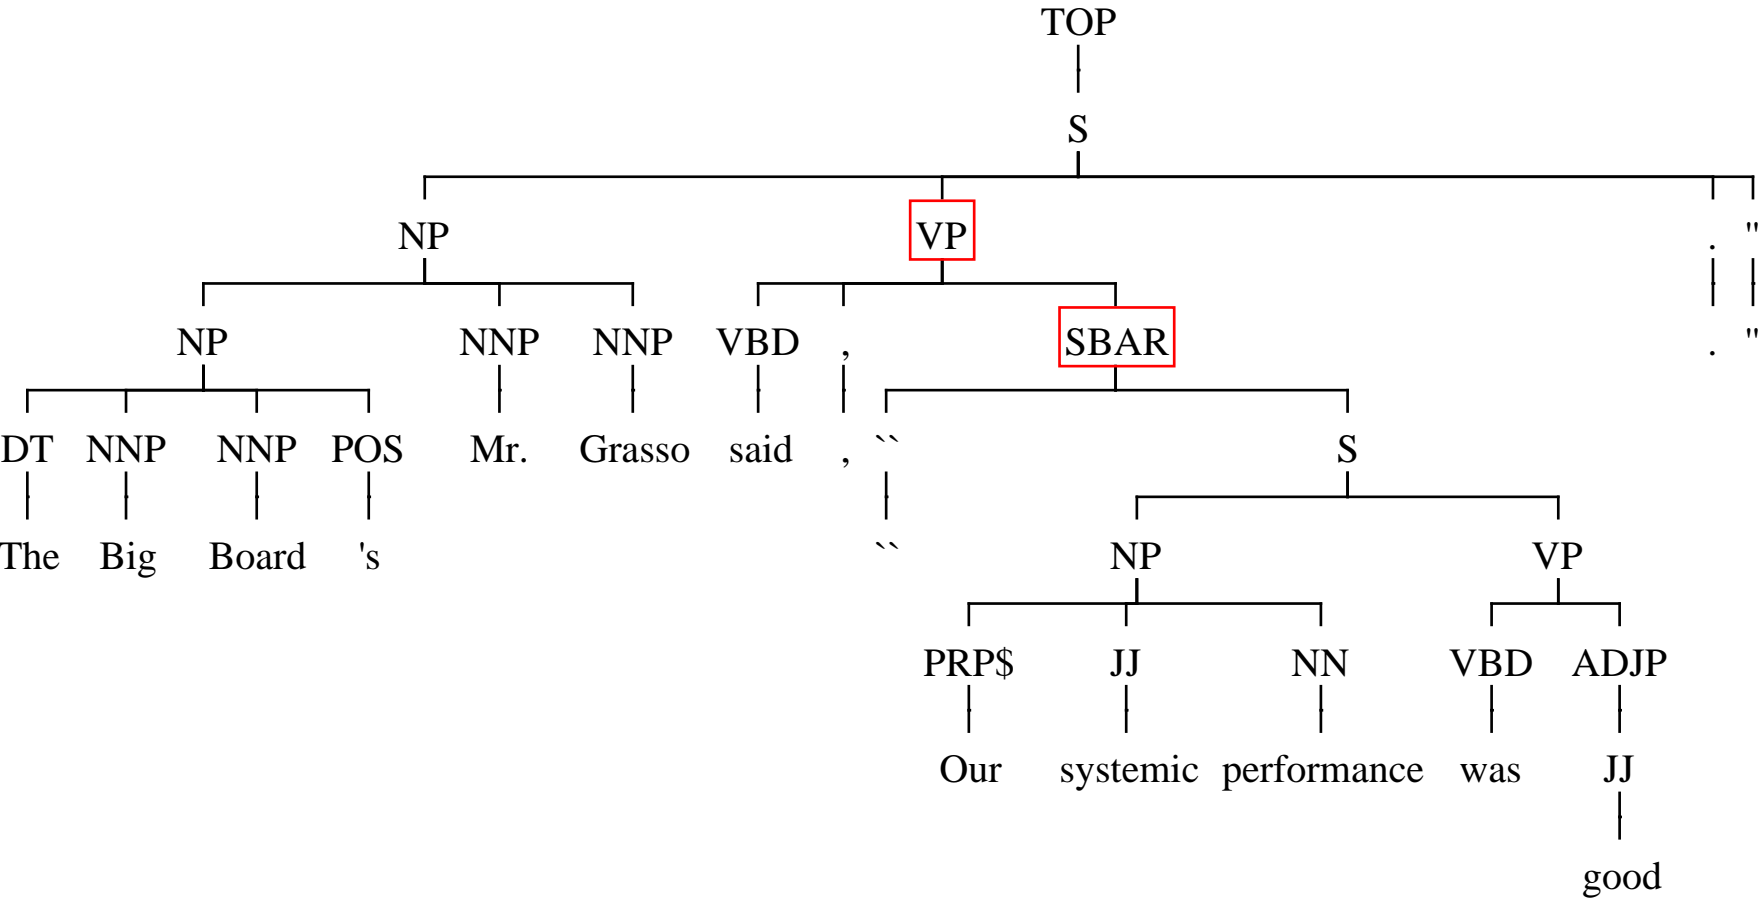 TOP
S
NP VP . "
NP NNP NNP VBD , SBAR . "
DT NNP NNP POS Mr. Grasso said , `` S
The Big Board 's `` NP VP
PRP$ JJ NN VBD ADJP
Our systemic performance was JJ
good